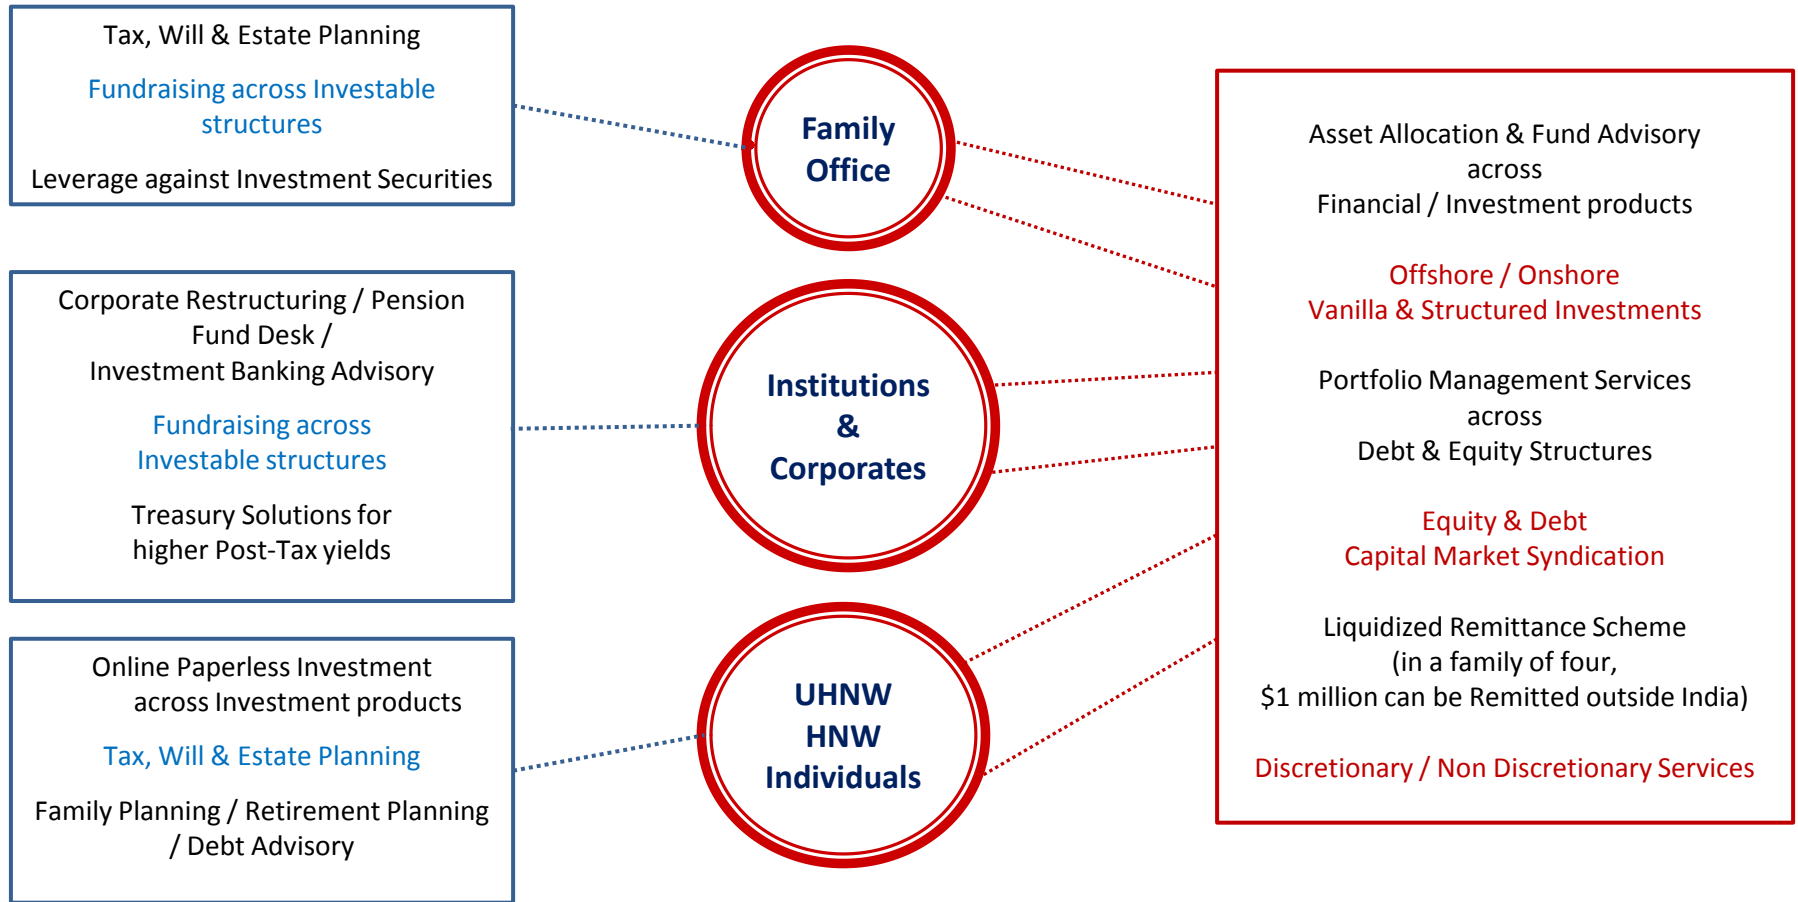 Tax, Will & Estate Planning
Fundraising across Investable
structures
Leverage against Investment Securities
Corporate Restructuring / Pension
Fund Desk /
Investment Banking Advisory
Fundraising across
Investable structures
Treasury Solutions for
higher Post-Tax yields
Online Paperless Investment
across Investment products
Tax, Will & Estate Planning
Family Planning / Retirement Planning
/ Debt Advisory
Family
Office
Institutions
&
Corporates
UHNW
HNW
Individuals
Asset Allocation & Fund Advisory
across
Financial / Investment products
Offshore / Onshore
Vanilla & Structured Investments
Portfolio Management Services
across
Debt & Equity Structures
Equity & Debt
Capital Market Syndication
Liquidized Remittance Scheme
(in a family of four,
$1 million can be Remitted outside India)
Discretionary / Non Discretionary Services